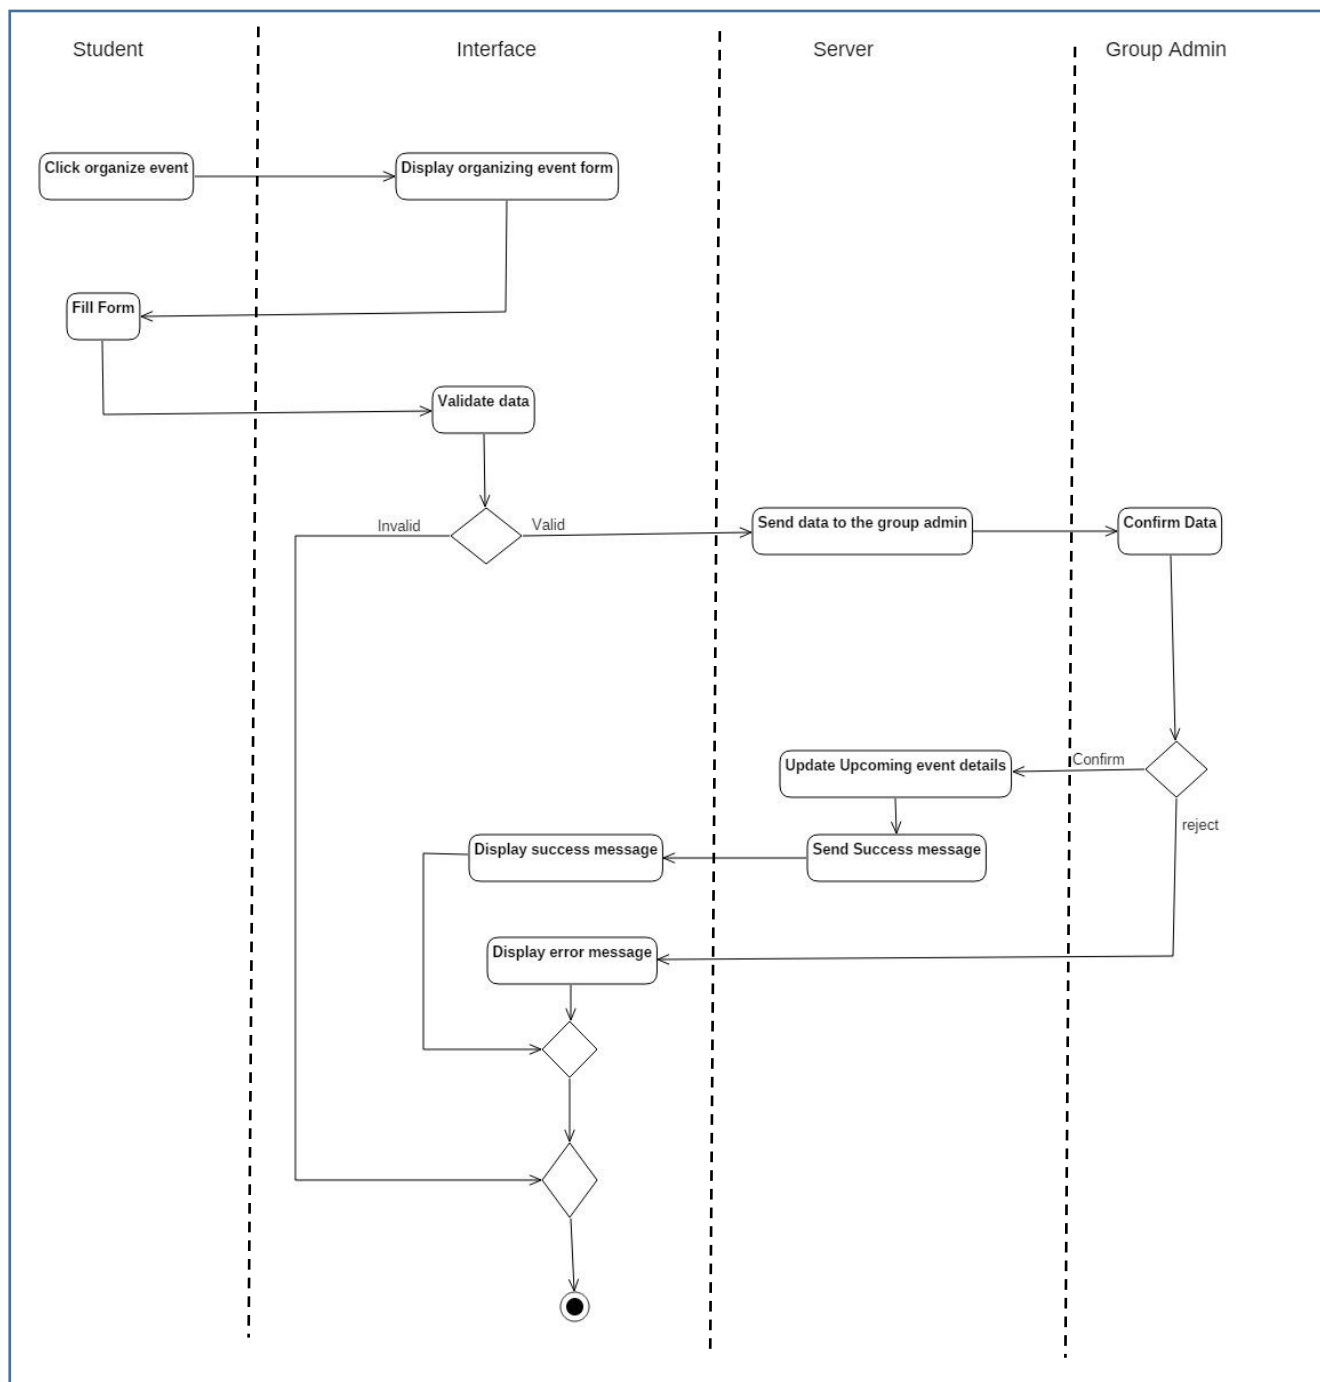 Student
Interface
Server
Group Admin
Click organize event
Display organizing event form
Fill Form
Validate data
Invalid
Valid
Send data to the group admin
Confirm Data
Update Upcoming event details
Confirm
reject
Display success message
Send Success message
Display error message